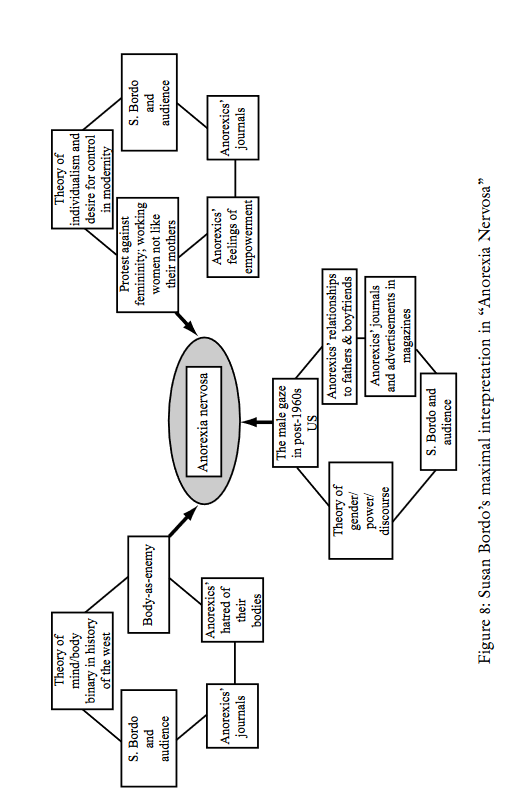 Theory of
mind/body
binary in history
of the west
S. Bordo
and
audience
Body-as-enemy
Anorexics'
journals
Anorexics'
hatred of
their
bodies
Anorexia nervosa
Theory of
individualism and
desire for control
in modernity
Protest against
femininity; working
women not like
their mothers
S. Bordo
and
audience
Anorexics'
feelings of
empowerment
Anorexics'
journals
The male gaze
in post-1960s
US
Theory of
gender/
power/
discourse
Anorexics' relationships
to fathers & boyfriends
Anorexics' journals
and advertisements in
magazines
S. Bordo and
audience
Figure 8: Susan Bordo's maximal interpretation in “Anorexia Nervosa”